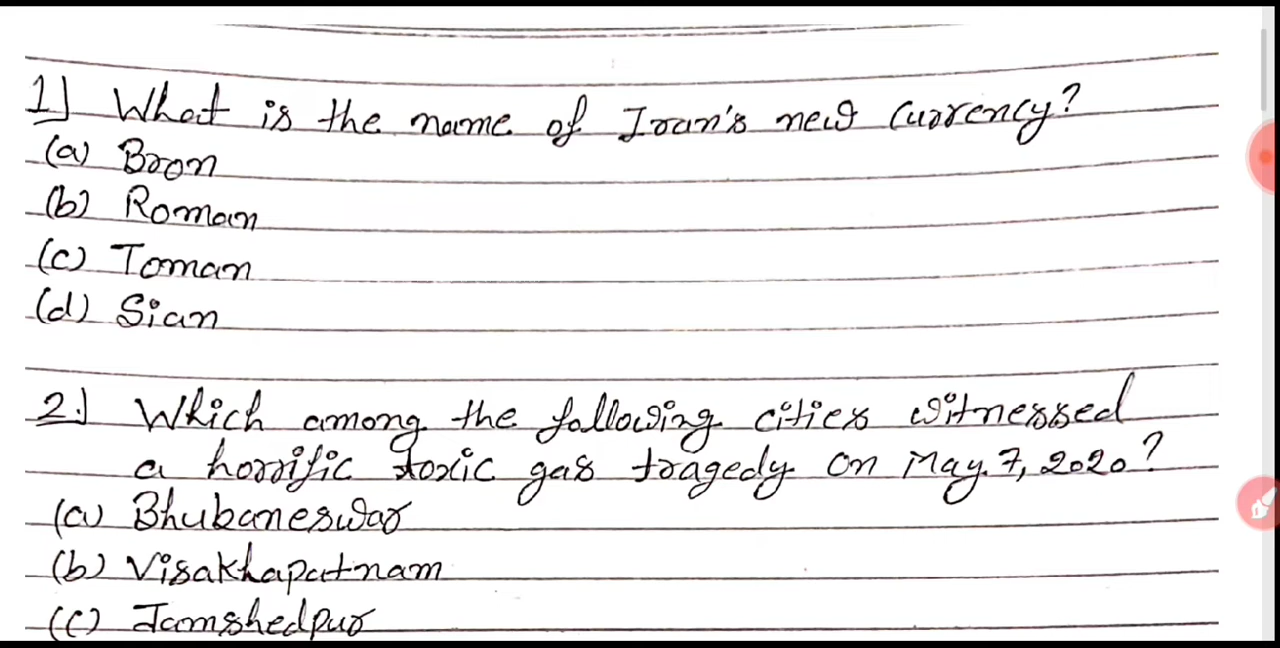 1) What is the name of Iran's new currency?
(a) Bron
(b) Roman
(c) Toman
(d) Sian
2.) Which among the following cities witnessed
a horrific toxic gas tragedy on May. 7, 2020?
(a) Bhubaneswar
(b) Visakhapatnam
(c) Jamshedpur